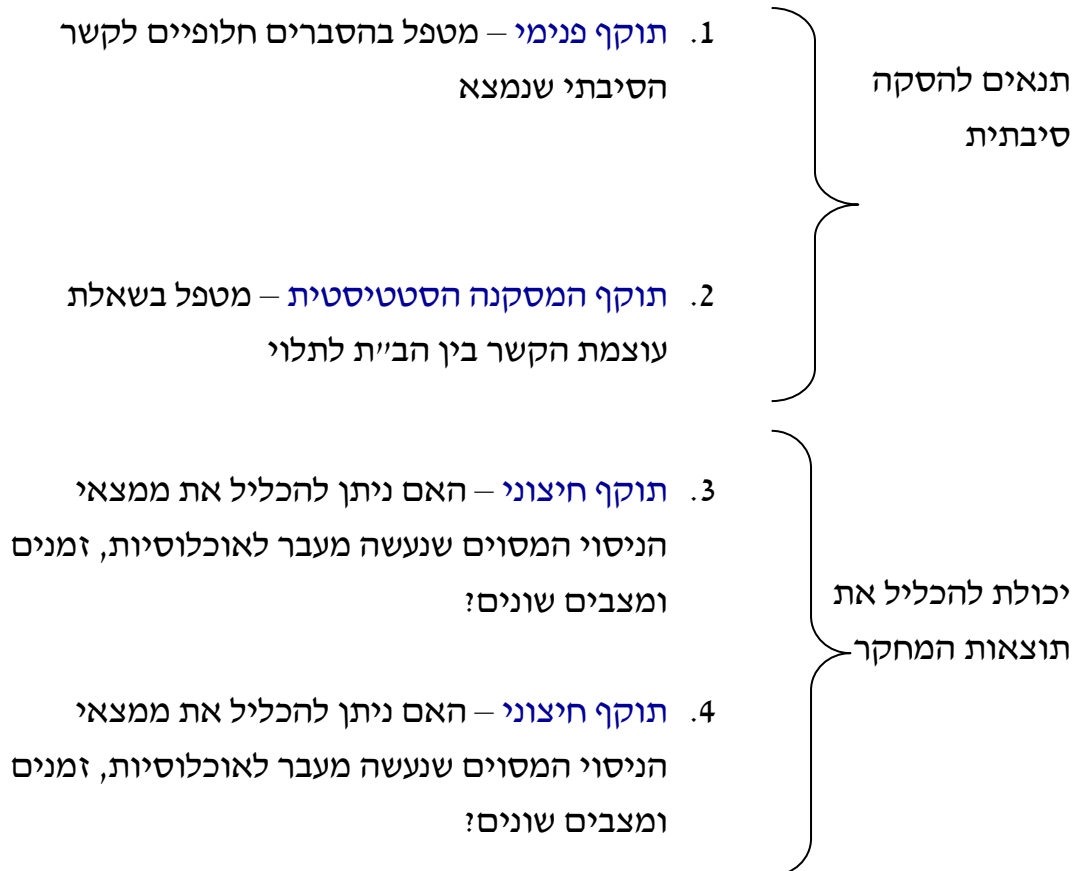 תנאים להסקה
סיבתית
1. תוקף פנימי – מטפל בהסברים חלופיים לקשר
הסיבתי שנמצא
2. תוקף המסקנה הסטטיסטית – מטפל בשאלת
עוצמת הקשר בין הב״ת לתלוי
יכולת להכליל את
תוצאות המחקר
3. תוקף חיצוני – האם ניתן להכליל את ממצאי
הניסוי המסוים שנעשה מעבר לאוכלוסיות, זמנים
ומצבים שונים?
4. תוקף חיצוני – האם ניתן להכליל את ממצאי
הניסוי המסוים שנעשה מעבר לאוכלוסיות, זמנים
ומצבים שונים?